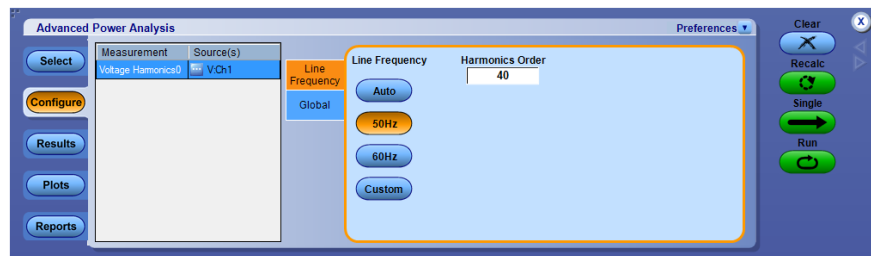 Advanced Power Analysis
Preferences
Clear
X
Select
Configure
Results
Plots
Reports
Measurement Source(s)
Voltage Harmonics0 V:Ch1
Line Frequency
Global
Line Frequency
Auto
50Hz
60Hz
Custom
Harmonics Order
40
Recalc
Single
Run